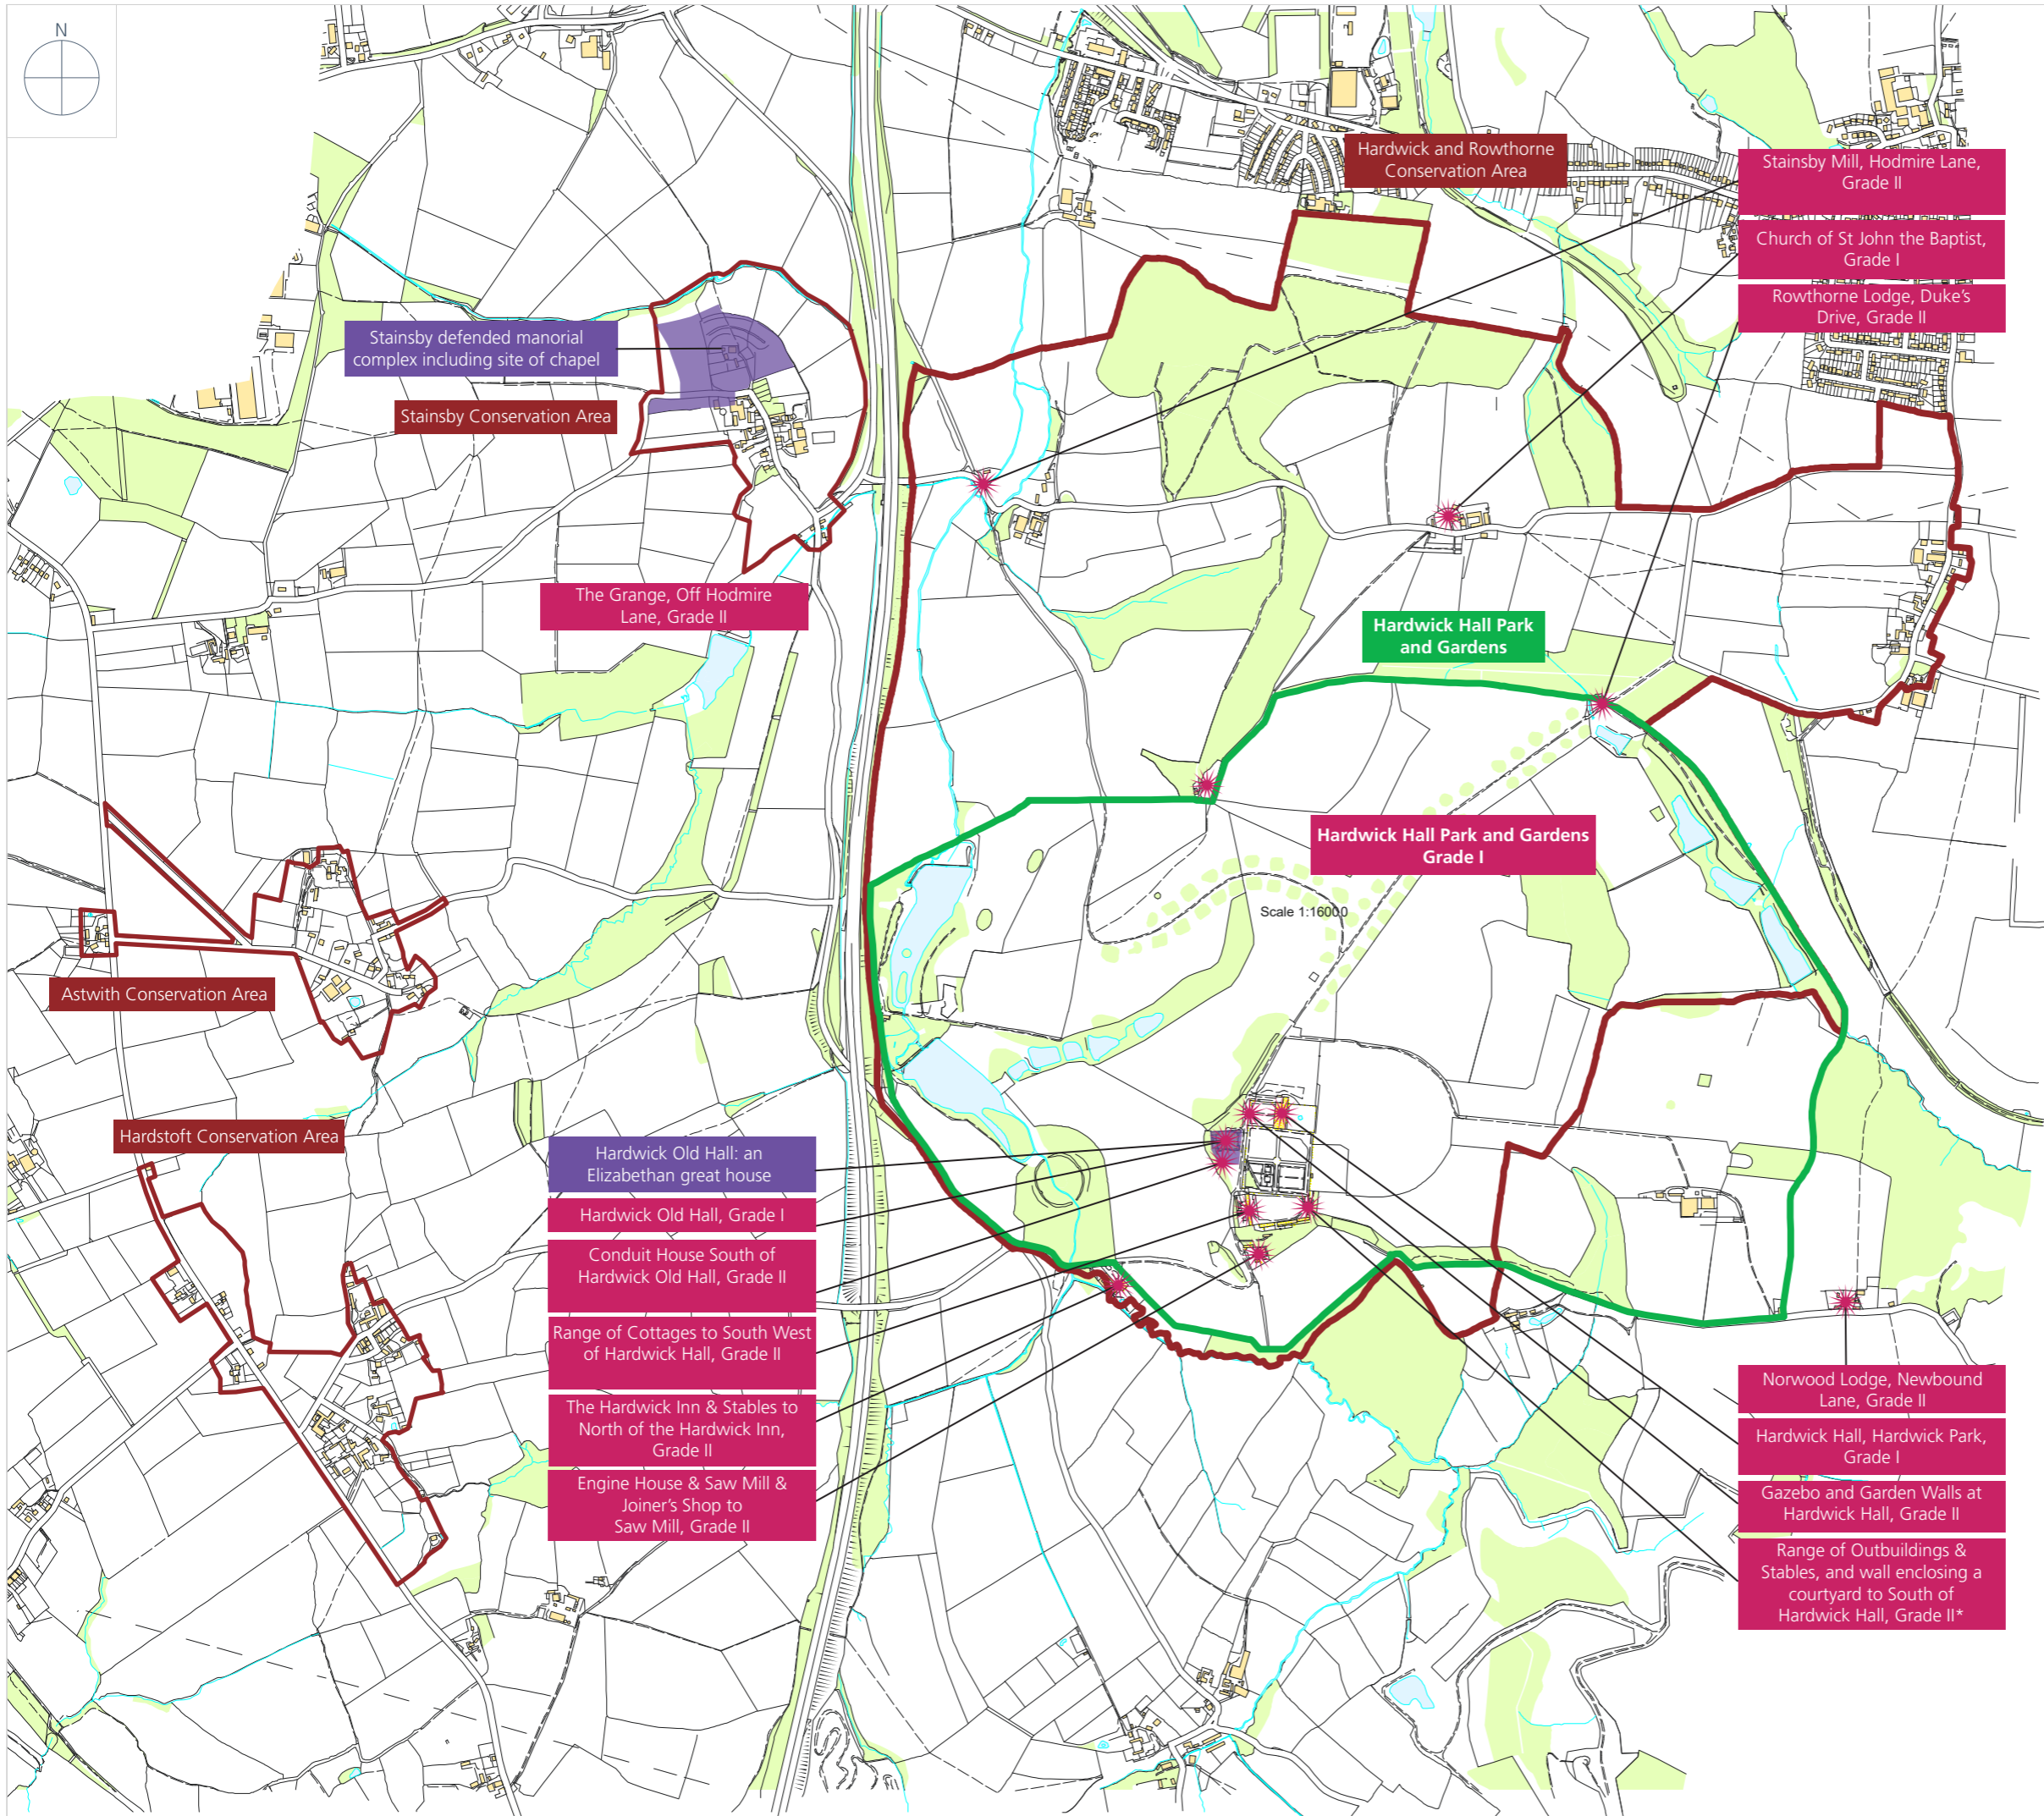 N
Hardwick and Rowthorne
Conservation Area
Stainsby Mill, Hodmire Lane,
Grade II
Church of St John the Baptist,
Grade I
Rowthorne Lodge, Duke's
Drive, Grade II
Stainsby defended manorial
complex including site of chapel
Stainsby Conservation Area
The Grange, Off Hodmire
Lane, Grade II
Hardwick Hall Park
and Gardens
Hardwick Hall Park and Gardens
Grade I
Scale 1:16000
Astwith Conservation Area
Hardstoft Conservation Area
Hardwick Old Hall: an
Elizabethan great house
Hardwick Old Hall, Grade I
Conduit House South of
Hardwick Old Hall, Grade II
Range of Cottages to South West
of Hardwick Hall, Grade II
The Hardwick Inn & Stables to
North of the Hardwick Inn,
Grade II
Engine House & Saw Mill &
Joiner's Shop to
Saw Mill, Grade II
Norwood Lodge, Newbound
Lane, Grade II
Hardwick Hall, Hardwick Park,
Grade I
Gazebo and Garden Walls at
Hardwick Hall, Grade II
Range of Outbuildings &
Stables, and wall enclosing a
courtyard to South of
Hardwick Hall, Grade II*